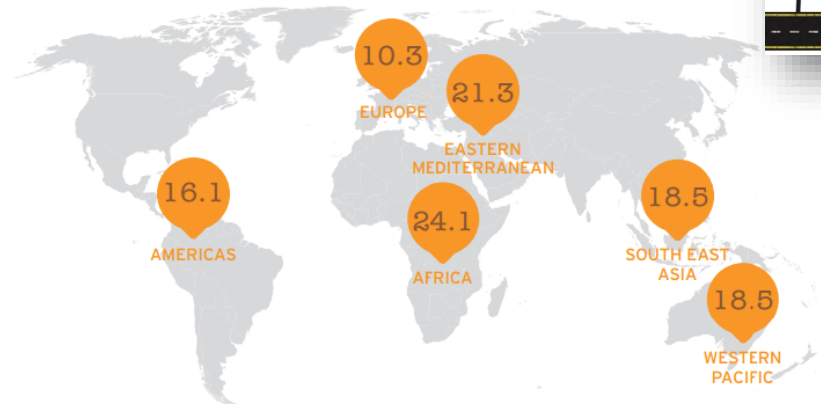 10.3
EUROPE
21.3
EASTERN
MEDITERRANEAN
16.1
AMERICAS
24.1
AFRICA
18.5
SOUTH EAST
ASIA
18.5
WESTERN
PACIFIC